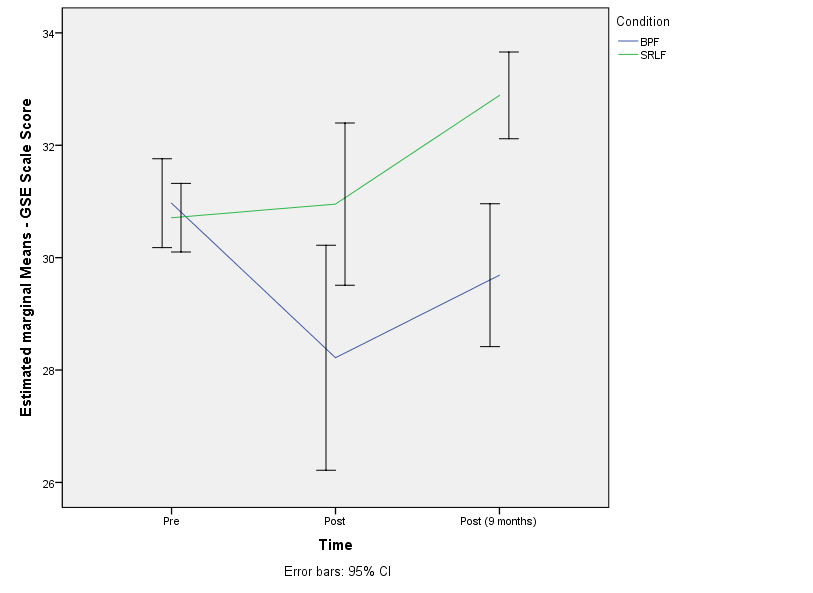 Condition
BPF
SRLF
Estimated marginal Means - GSE Scale Score
34
32
30
28
26
Pre
Post
Post (9 months)
Time
Error bars: 95% CI